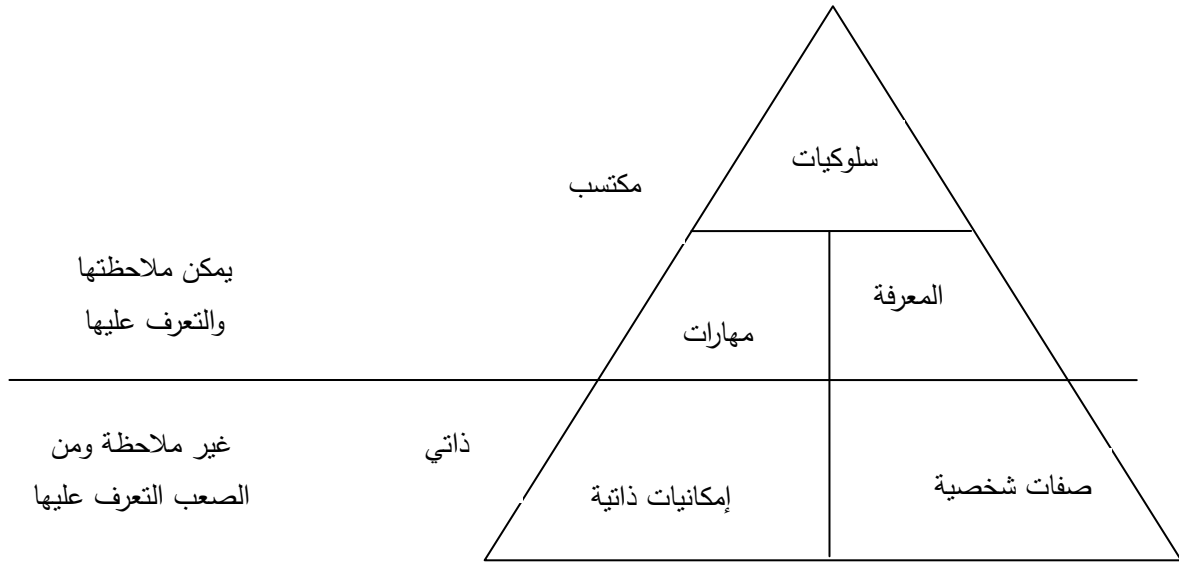 سلوكيات
مكتسب
المعرفة
مهارات
يمكن ملاحظتها
والتعرف عليها
صفات شخصية
إمكانيات ذاتية
ذاتي
غير ملاحظة ومن
الصعب التعرف عليها